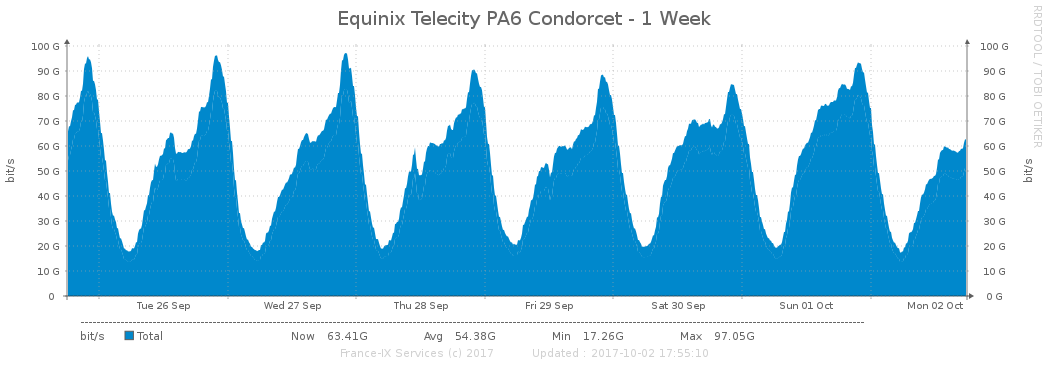 Equinix Telecity PA6 Condorcet - 1 Week
RRDTOOL / TOBI OETIKER
bit/s
100 G
90 G
80 G
70 G
60 G
50 G
40 G
30 G
20 G
10 G
0
100 G
90 G
80 G
70 G
60 G
50 G
40 G
30 G
20 G
10 G
0 G
bit/s
Tue 26 Sep Wed 27 Sep Thu 28 Sep Fri 29 Sep Sat 30 Sep Sun 01 Oct Mon 02 Oct
bit/s Total Now 63.41G Avg 54.38G Min 17.26G Max 97.05G
France-IX Services (c) 2017 Updated : 2017-10-02 17:55:10